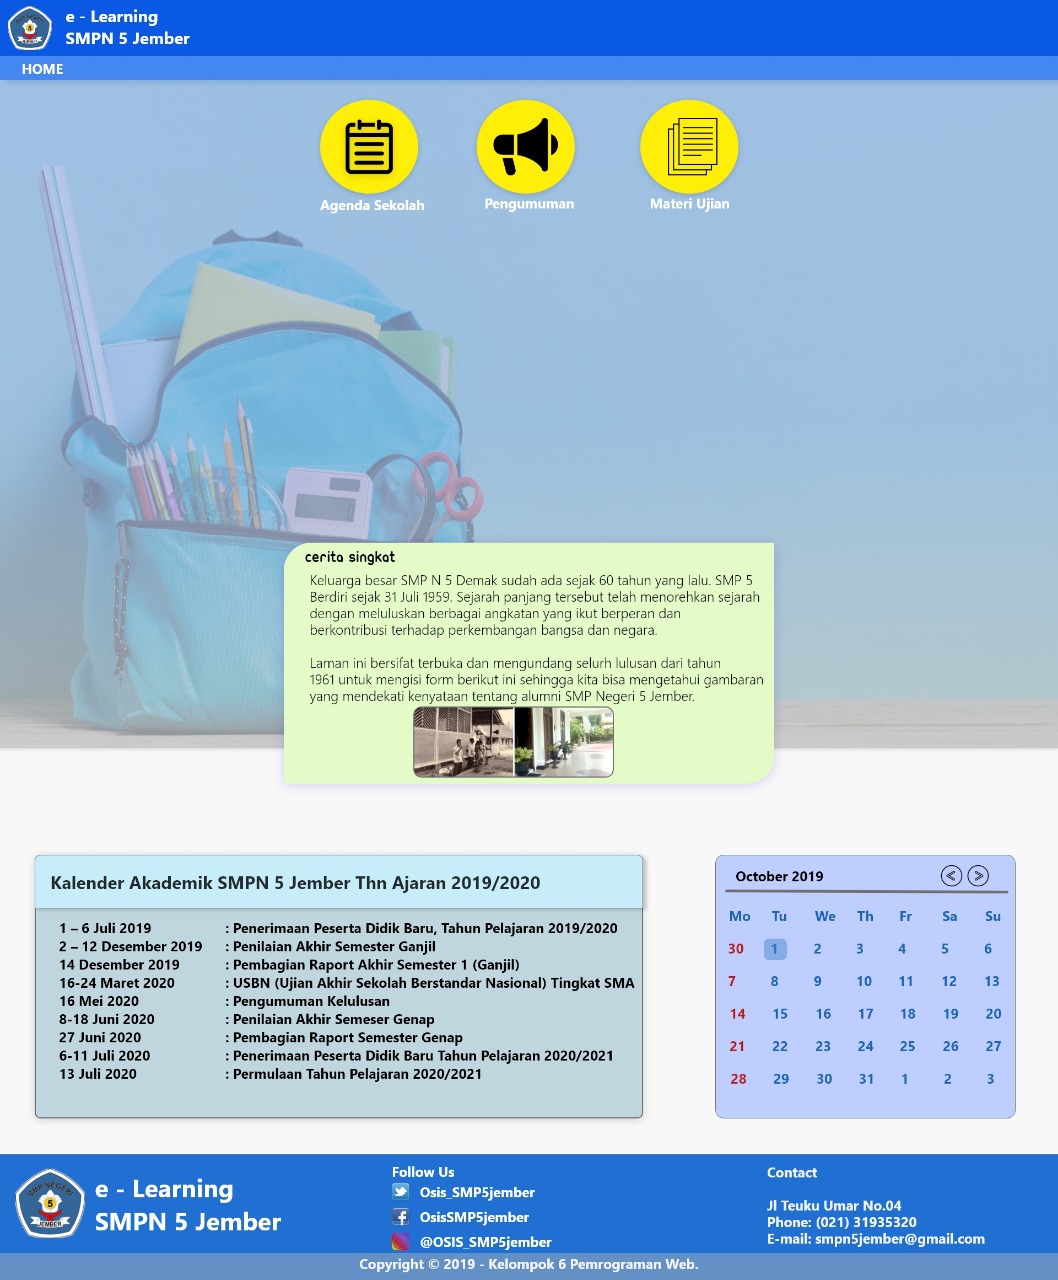 e - Learning
SMPN 5 Jember
HOME
Agenda Sekolah
Pengumuman
Materi Ujian
cerita singkat
Keluarga besar SMP N 5 Demak sudah ada sejak 60 tahun yang lalu. SMP 5
Berdiri sejak 31 Juli 1959. Sejarah panjang tersebut telah menorehkan sejarah
dengan meluluskan berbagai angkatan yang ikut berperan dan
berkontribusi terhadap perkembangan bangsa dan negara.
Laman ini bersifat terbuka dan mengundang selurh lulusan dari tahun
1961 untuk mengisi form berikut ini sehingga kita bisa mengetahui gambaran
yang mendekati kenyataan tentang alumni SMP Negeri 5 Jember.
Kalender Akademik SMPN 5 Jember Thn Ajaran 2019/2020
1 – 6 Juli 2019 : Penerimaan Peserta Didik Baru, Tahun Pelajaran 2019/2020
2 – 12 Desember 2019 : Penilaian Akhir Semester Ganjil
14 Desember 2019 : Pembagian Raport Akhir Semester 1 (Ganjil)
16-24 Maret 2020 : USBN (Ujian Akhir Sekolah Berstandar Nasional) Tingkat SMA
16 Mei 2020 : Pengumuman Kelulusan
8-18 Juni 2020 : Penilaian Akhir Semeser Genap
27 Juni 2020 : Pembagian Raport Semester Genap
6-11 Juli 2020 : Penerimaan Peserta Didik Baru Tahun Pelajaran 2020/2021
13 Juli 2020 : Permulaan Tahun Pelajaran 2020/2021
October 2019
Mo Tu We Th Fr Sa Su
30 1 2 3 4 5 6
7 8 9 10 11 12 13
14 15 16 17 18 19 20
21 22 23 24 25 26 27
28 29 30 31 1 2 3
SMP NEGERI
5
JEMBER
e - Learning
SMPN 5 Jember
Follow Us
Osis_SMP5jember
OsisSMP5jember
@OSIS_SMP5jember
Contact
Jl Teuku Umar No.04
Phone: (021) 31935320
E-mail: smpn5jember@gmail.com
Copyright © 2019 - Kelompok 6 Pemrograman Web.